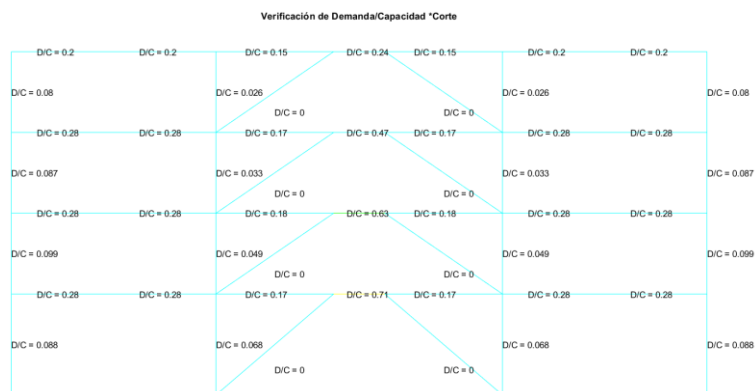 Verificación de Demanda/Capacidad *Corte
D/C = 0.2 D/C = 0.2 D/C = 0.15 D/C = 0.24 D/C = 0.15 D/C = 0.2 D/C = 0.2
D/C = 0.08 D/C = 0.026 D/C = 0.026 D/C = 0.08
D/C = 0 D/C = 0
D/C = 0.28 D/C = 0.28 D/C = 0.17 D/C = 0.47 D/C = 0.17 D/C = 0.28 D/C = 0.28
D/C = 0.087 D/C = 0.033 D/C = 0.033 D/C = 0.087
D/C = 0 D/C = 0
D/C = 0.28 D/C = 0.28 D/C = 0.18 D/C = 0.63 D/C = 0.18 D/C = 0.28 D/C = 0.28
D/C = 0.099 D/C = 0.049 D/C = 0.049 D/C = 0.099
D/C = 0 D/C = 0
D/C = 0.28 D/C = 0.28 D/C = 0.17 D/C = 0.71 D/C = 0.17 D/C = 0.28 D/C = 0.28
D/C = 0.088 D/C = 0.068 D/C = 0.068 D/C = 0.088
D/C = 0 D/C = 0